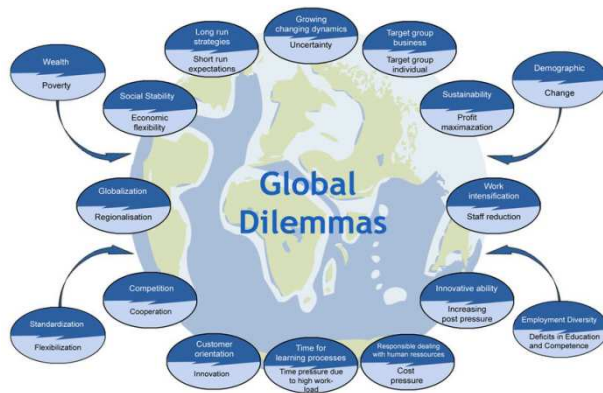 Growing changing dynamics
Uncertainty
Long run strategies
Short run expectations
Target group business
Target group individual
Wealth
Poverty
Demographic
Change
Social Stability
Economic flexibility
Sustainability
Profit maximazation
Global
Dilemmas
Globalization
Regionalisation
Work intensification
Staff reduction
Competition
Cooperation
Innovative ability
Increasing post pressure
Standardization
Flexibilization
Employment Diversity
Deficits in Education and Competence
Customer orientation
Innovation
Time for learning processes
Time pressure due to high work-load
Responsible dealing with human ressources
Cost pressure